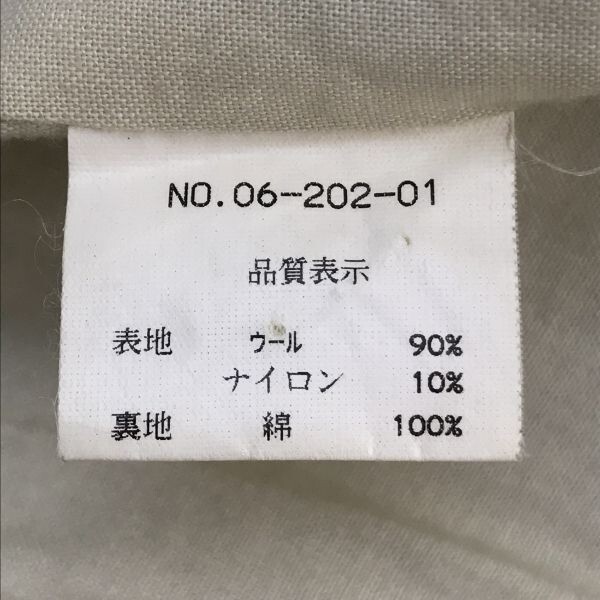 NO.06-202-01
品質表示
表地 ウール 90%
ナイロン 10%
裏地 綿 100%